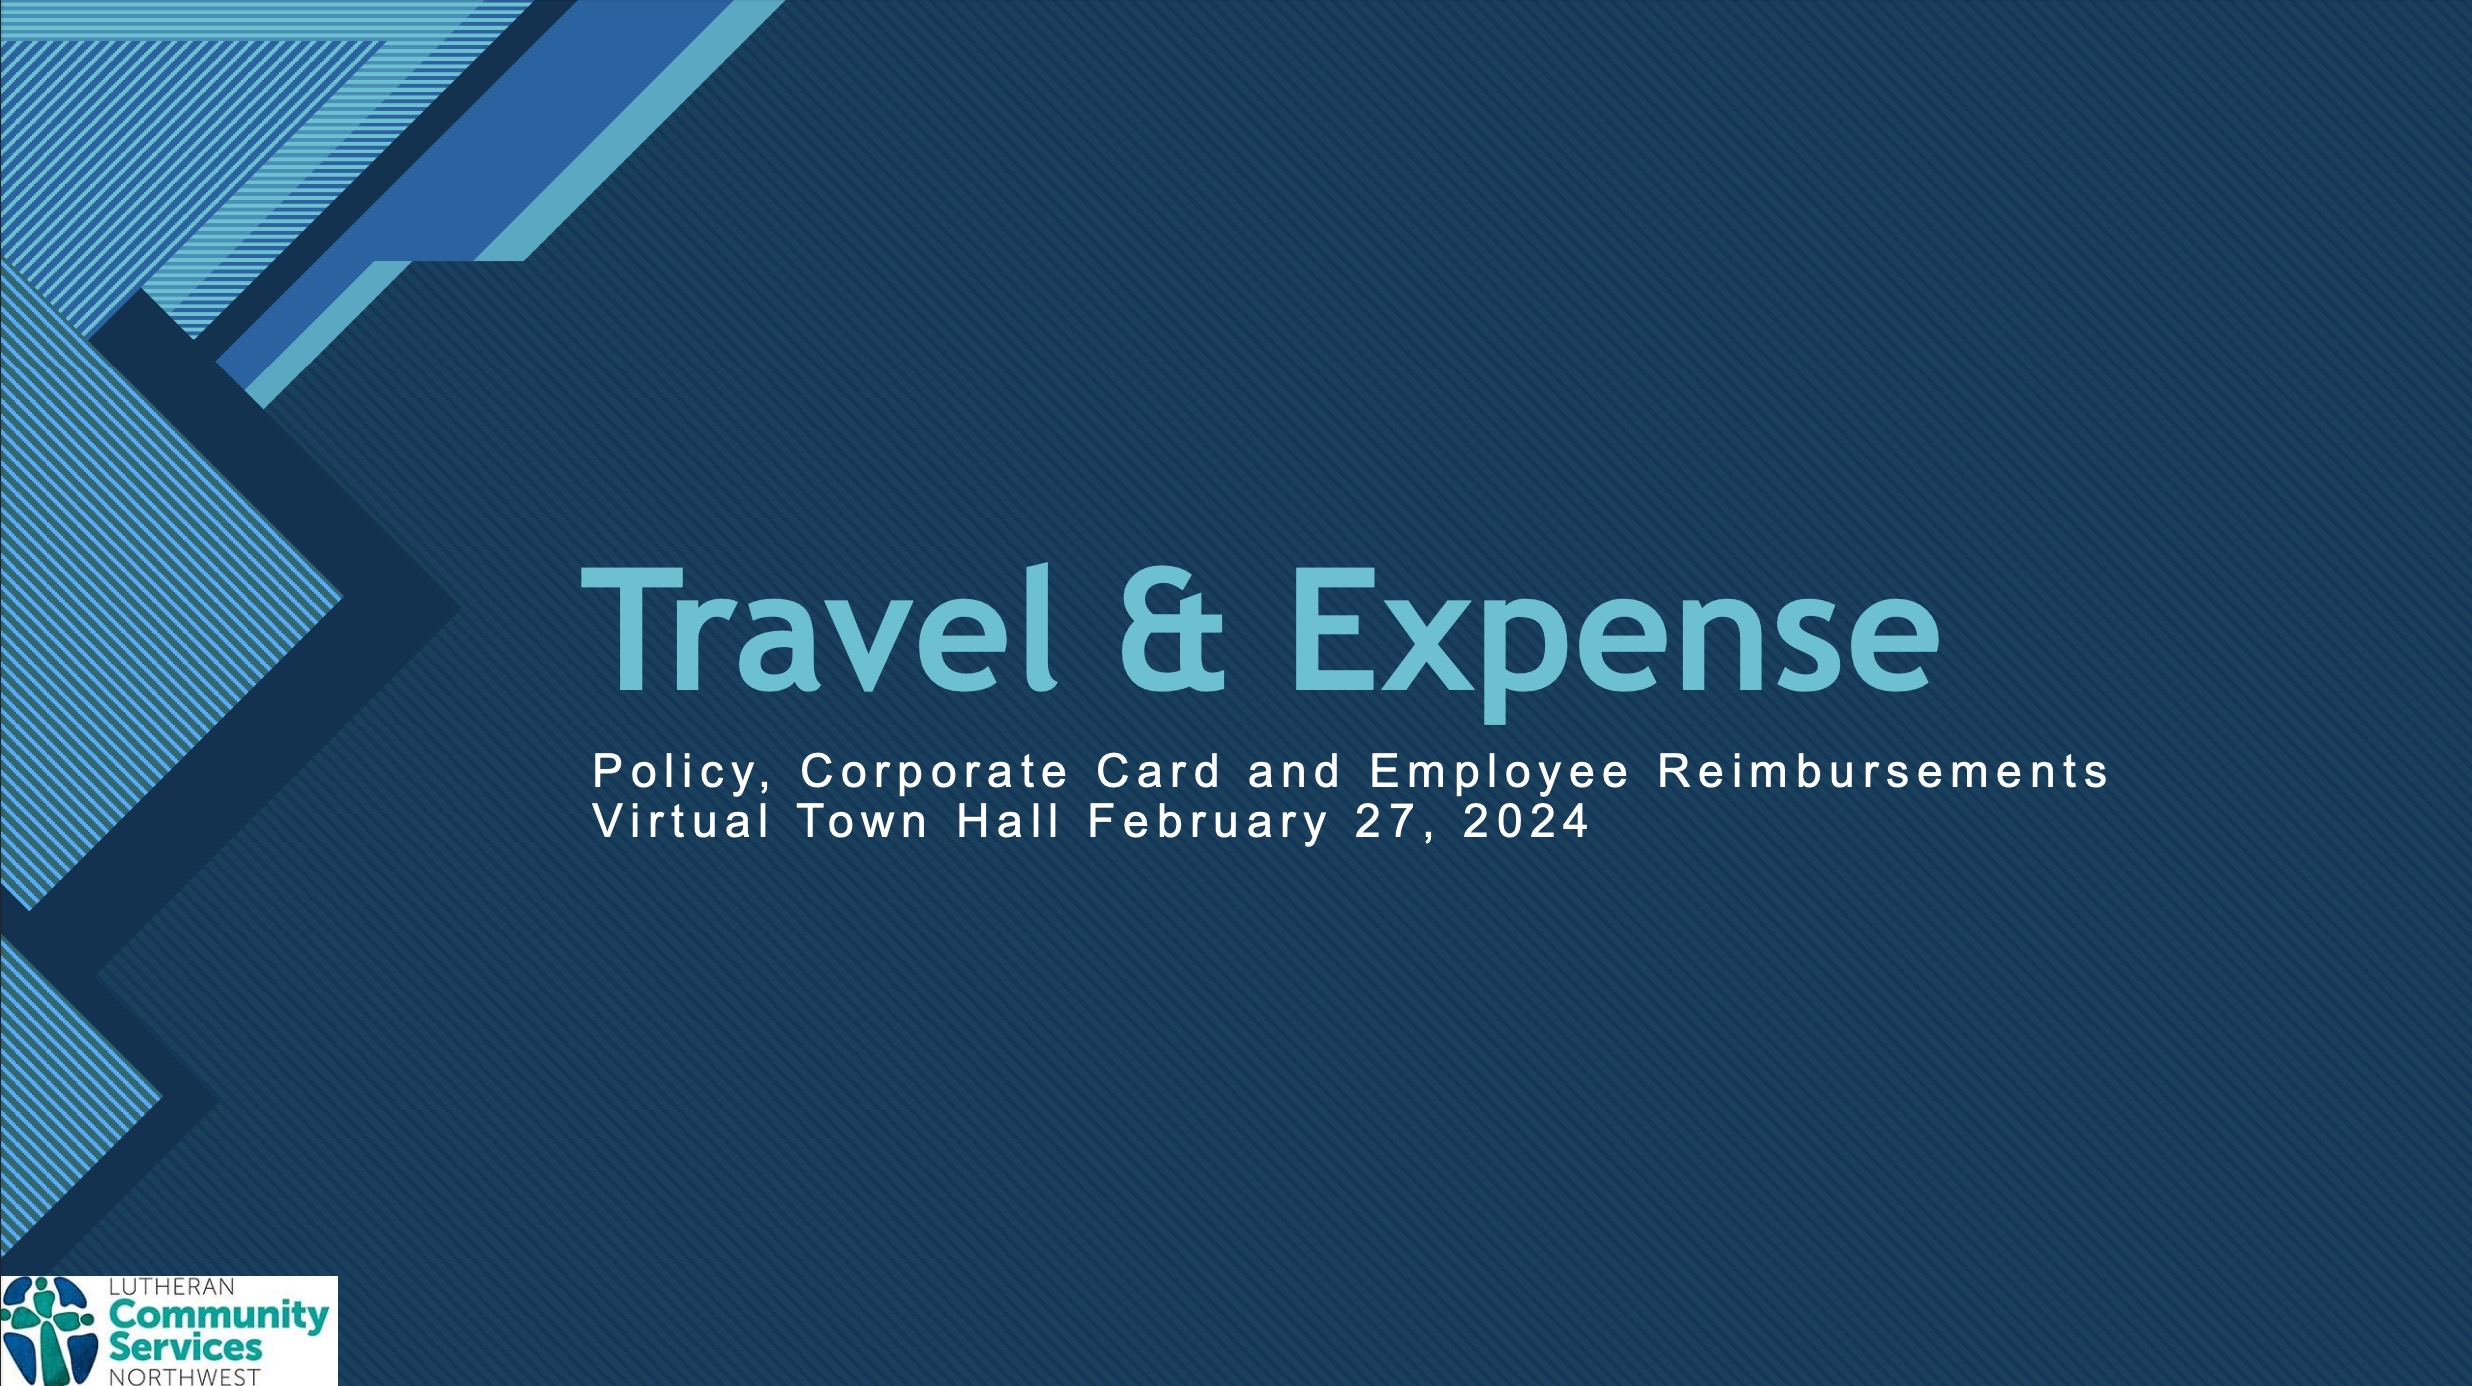 Travel & Expense
Policy, Corporate Card and Employee Reimbursements
Virtual Town Hall February 27, 2024
LUTHERAN
Community
Services
NORTHWEST